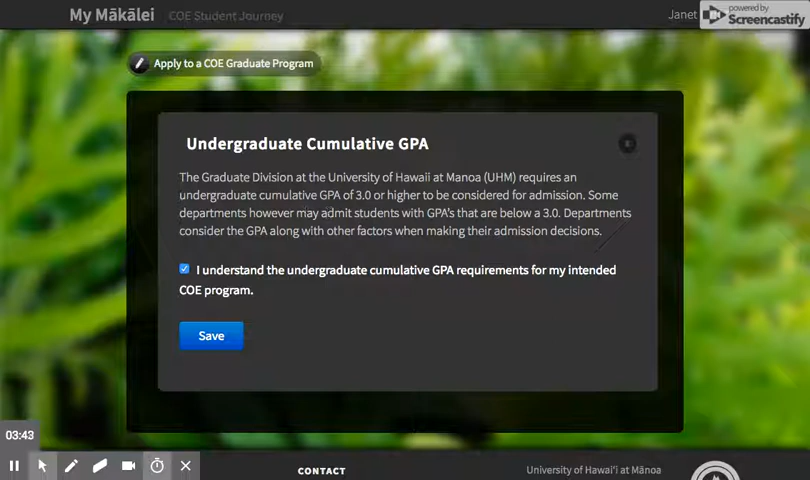 My Mākālei COE Student Journey Janet
powered by
Screencastify
Apply to a COE Graduate Program
Undergraduate Cumulative GPA
The Graduate Division at the University of Hawaii at Manoa (UHM) requires an
undergraduate cumulative GPA of 3.0 or higher to be considered for admission. Some
departments however may admit students with GPA's that are below a 3.0. Departments
consider the GPA along with other factors when making their admission decisions.
I understand the undergraduate cumulative GPA requirements for my intended
COE program.
Save
03:43
CONTACT
University of Hawai'i at Mānoa